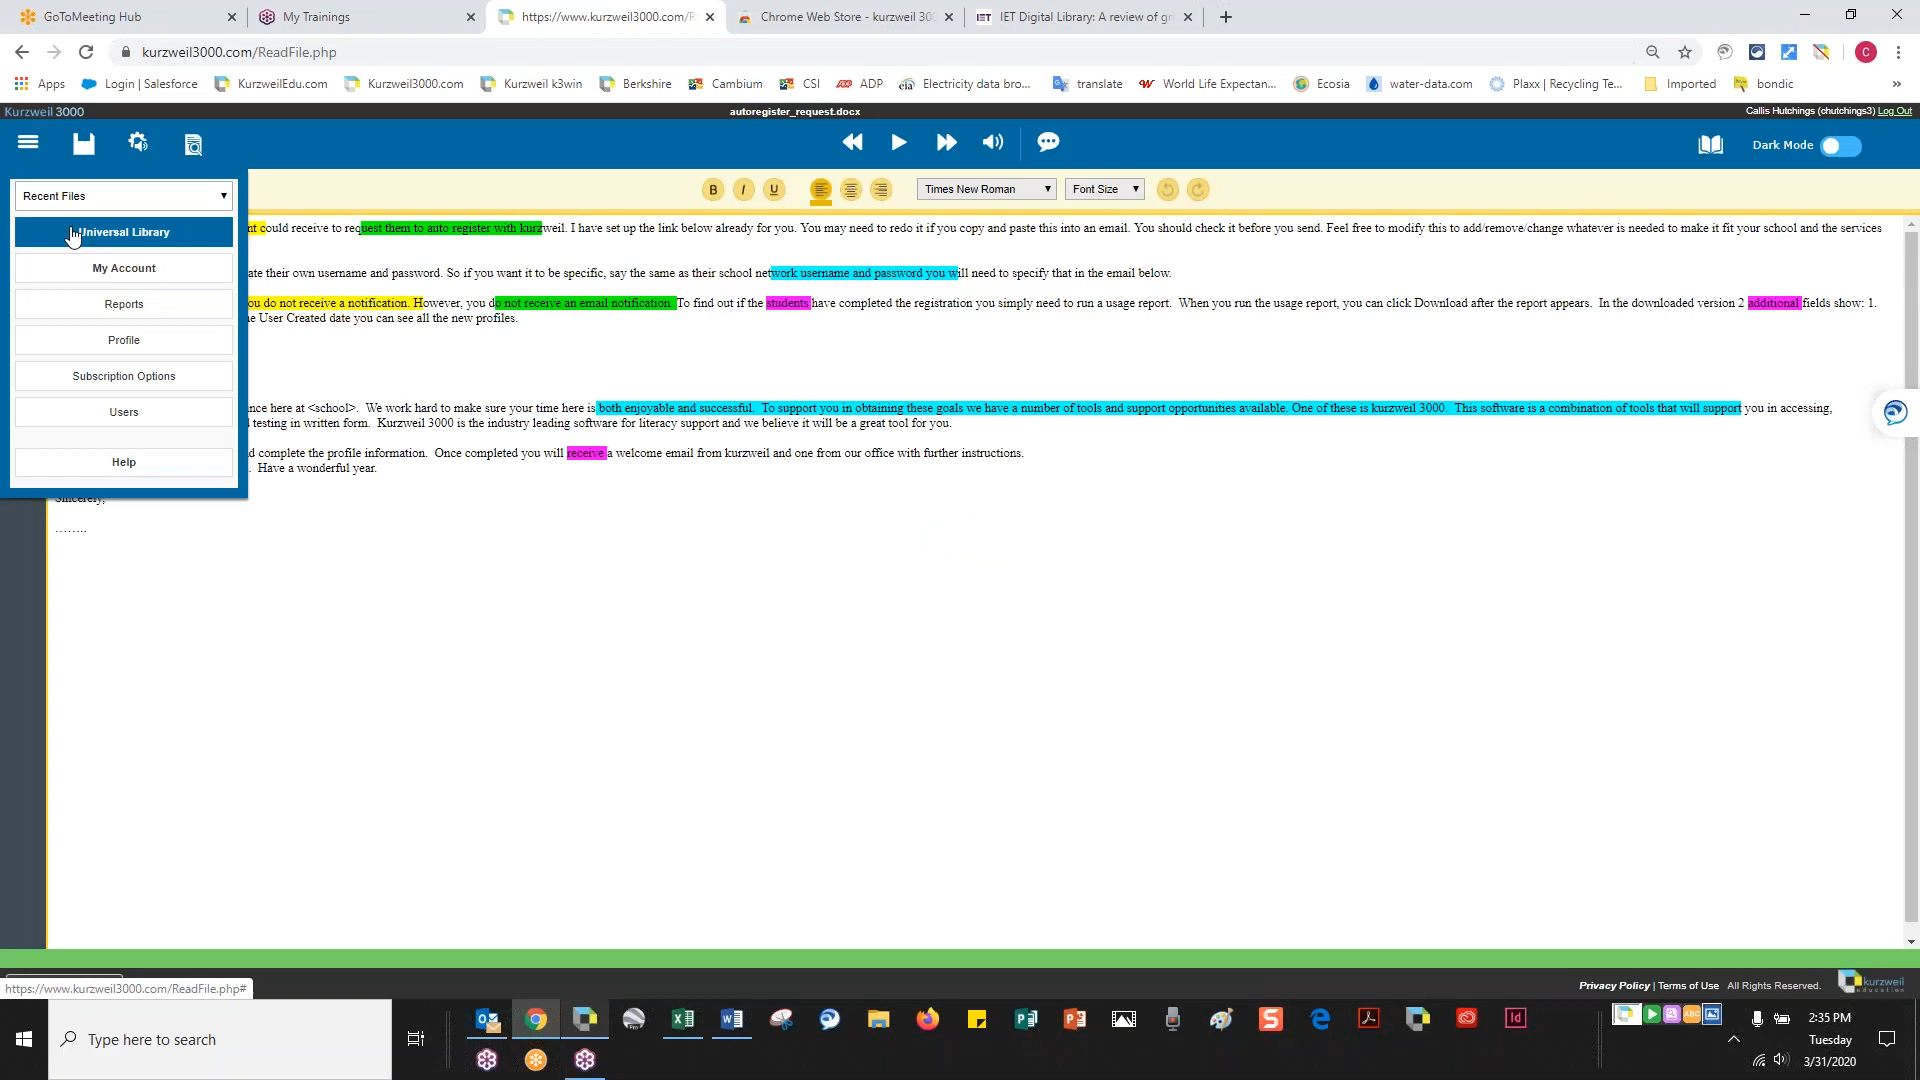 GoToMeeting Hub
My Trainings
https://www.kurzweil3000.com/R
Chrome Web Store - kurzweil 300
IET Digital Library: A review of gri
kurzweil3000.com/ReadFile.php
Apps
Login | Salesforce
KurzweilEdu.com
Kurzweil3000.com
Kurzweil k3win
Berkshire
Cambium
CSI
ADP
Electricity data bro...
translate
World Life Expectan...
Ecosia
water-data.com
Plaxx | Recycling Te...
Imported
bondic
Kurzweil 3000
autoregister_request.docx
Callis Hutchings (chutchings3) Log Out
Dark Mode
Recent Files
B I U
Times New Roman
Font Size
Universal Library
My Account
Reports
Profile
Subscription Options
Users
Help
nt could receive to request them to auto register with kurzweil. I have set up the link below already for you. You may need to redo it if you copy and paste this into an email. You should check it before you send. Feel free to modify this to add/remove/change whatever is needed to make it fit your school and the services
ate their own username and password. So if you want it to be specific, say the same as their school network username and password you will need to specify that in the email below.
ou do not receive a notification. However, you do not receive an email notification. To find out if the students have completed the registration you simply need to run a usage report. When you run the usage report, you can click Download after the report appears. In the downloaded version 2 additional fields show: 1.
e User Created date you can see all the new profiles.
nce here at <school>. We work hard to make sure your time here is both enjoyable and successful. To support you in obtaining these goals we have a number of tools and support opportunities available. One of these is kurzweil 3000. This software is a combination of tools that will support you in accessing,
testing in written form. Kurzweil 3000 is the industry leading software for literacy support and we believe it will be a great tool for you.
d complete the profile information. Once completed you will receive a welcome email from kurzweil and one from our office with further instructions.
. Have a wonderful year.
Sincerely,
........
https://www.kurzweil3000.com/ReadFile.php#
Privacy Policy | Terms of Use All Rights Reserved.
kurzweil
education
Type here to search
2:35 PM
Tuesday
3/31/2020